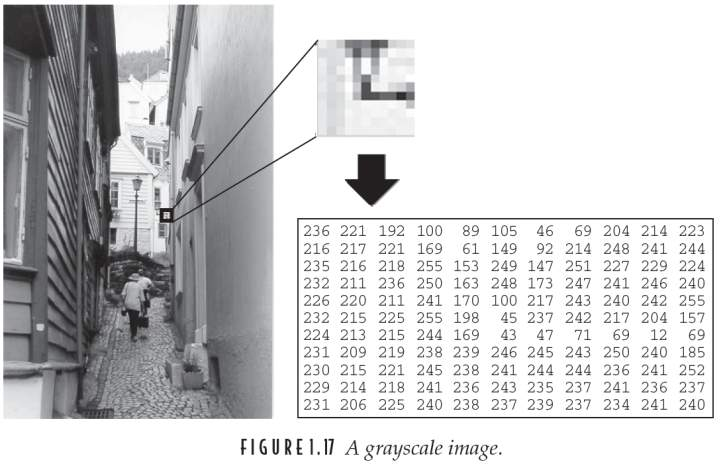 236 221 192 100 89 105 46 69 204 214 223
216 217 221 169 61 149 92 214 248 241 244
235 216 218 255 153 249 147 251 227 229 224
232 211 236 250 163 248 173 247 241 246 240
226 220 211 241 170 100 217 243 240 242 255
232 215 225 255 198 45 237 242 217 204 157
224 213 215 244 169 43 47 71 69 12 69
231 209 219 238 239 246 245 243 250 240 185
230 215 221 245 238 241 244 244 236 241 252
229 214 218 241 236 243 235 237 241 236 237
231 206 225 240 238 237 239 237 234 241 240
FIGURE 1.17 A grayscale image.